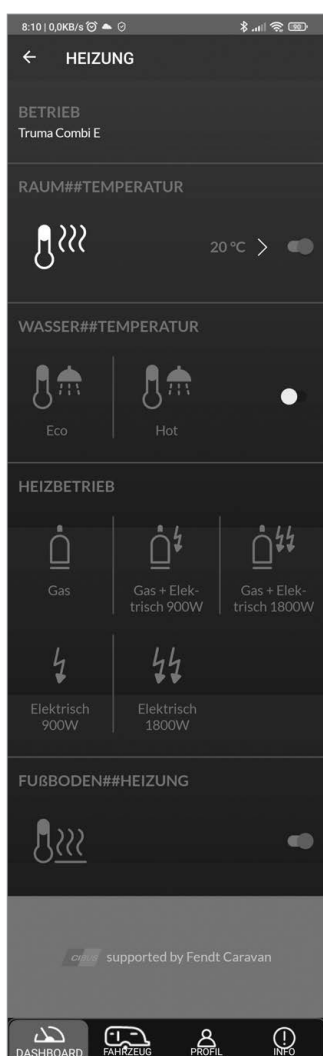 8:10 | 0,0KB/s
HEIZUNG
BETRIEB
Truma Combi E
RAUM##TEMPERATUR
20 °C
WASSER##TEMPERATUR
Eco
Hot
HEIZBETRIEB
Gas
Gas + Elek-
trisch 900W
Gas + Elek-
trisch 1800W
Elektrisch
900W
Elektrisch
1800W
FUßBODEN##HEIZUNG
supported by Fendt Caravan
DASHBOARD
FAHRZEUG
PROFIL
INFO